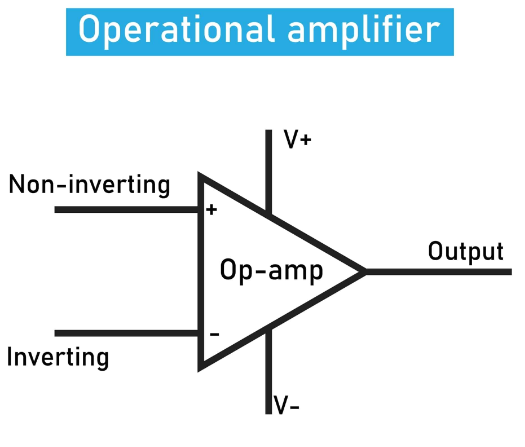 Operational amplifier
V+
Non-inverting
+
Output
Op-amp
-
Inverting
V-